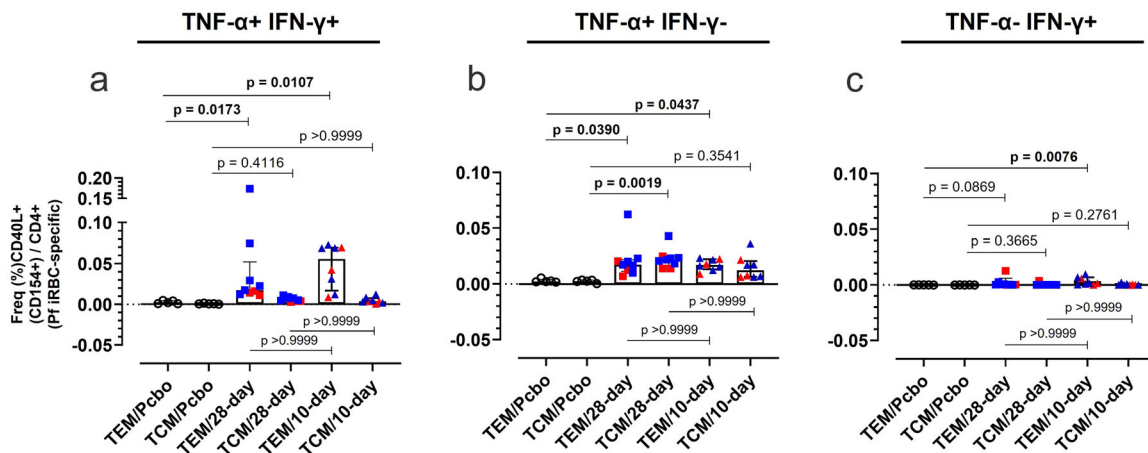 TNF-α+ IFN-γ+
TNF-α+ IFN-γ-
TNF-α- IFN-γ+
a
p = 0.0107
p = 0.0173
p >0.9999
p = 0.4116
Freq (%)CD40L+
(CD154+) / CD4+
(Pf iRBC-specific)
0.20
0.15
0.10
0.05
0.00
-0.05
p >0.9999
p >0.9999
TEM/Pcbo
TCM/Pcbo
TEM/28-day
TCM/28-day
TEM/10-day
TCM/10-day
b
p = 0.0437
p = 0.0390
p = 0.3541
p = 0.0019
0.10
0.05
0.00
-0.05
p >0.9999
p >0.9999
TEM/Pcbo
TCM/Pcbo
TEM/28-day
TCM/28-day
TEM/10-day
TCM/10-day
c
p = 0.0076
p = 0.0869
p = 0.2761
p = 0.3665
0.10
0.05
0.00
-0.05
p >0.9999
p >0.9999
TEM/Pcbo
TCM/Pcbo
TEM/28-day
TCM/28-day
TEM/10-day
TCM/10-day